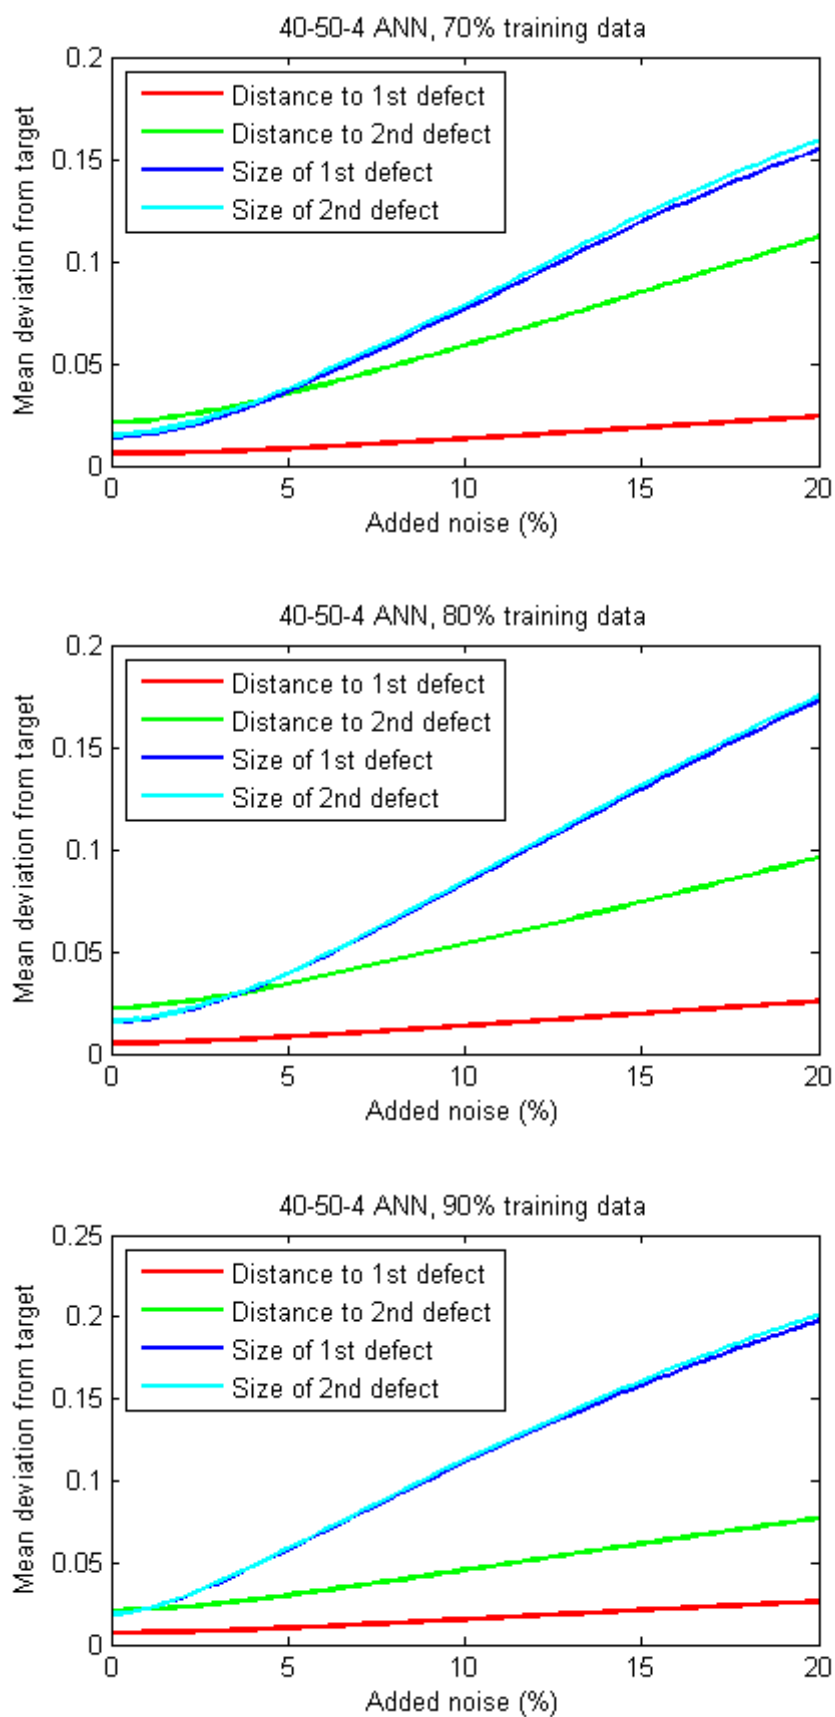 40-50-4 ANN, 70% training data
0.2
0.15
0.1
0.05
0
Mean deviation from target
Distance to 1st defect
Distance to 2nd defect
Size of 1st defect
Size of 2nd defect
0 5 10 15 20
Added noise (%)
40-50-4 ANN, 80% training data
0.2
0.15
0.1
0.05
0
Mean deviation from target
Distance to 1st defect
Distance to 2nd defect
Size of 1st defect
Size of 2nd defect
0 5 10 15 20
Added noise (%)
40-50-4 ANN, 90% training data
0.25
0.2
0.15
0.1
0.05
0
Mean deviation from target
Distance to 1st defect
Distance to 2nd defect
Size of 1st defect
Size of 2nd defect
0 5 10 15 20
Added noise (%)